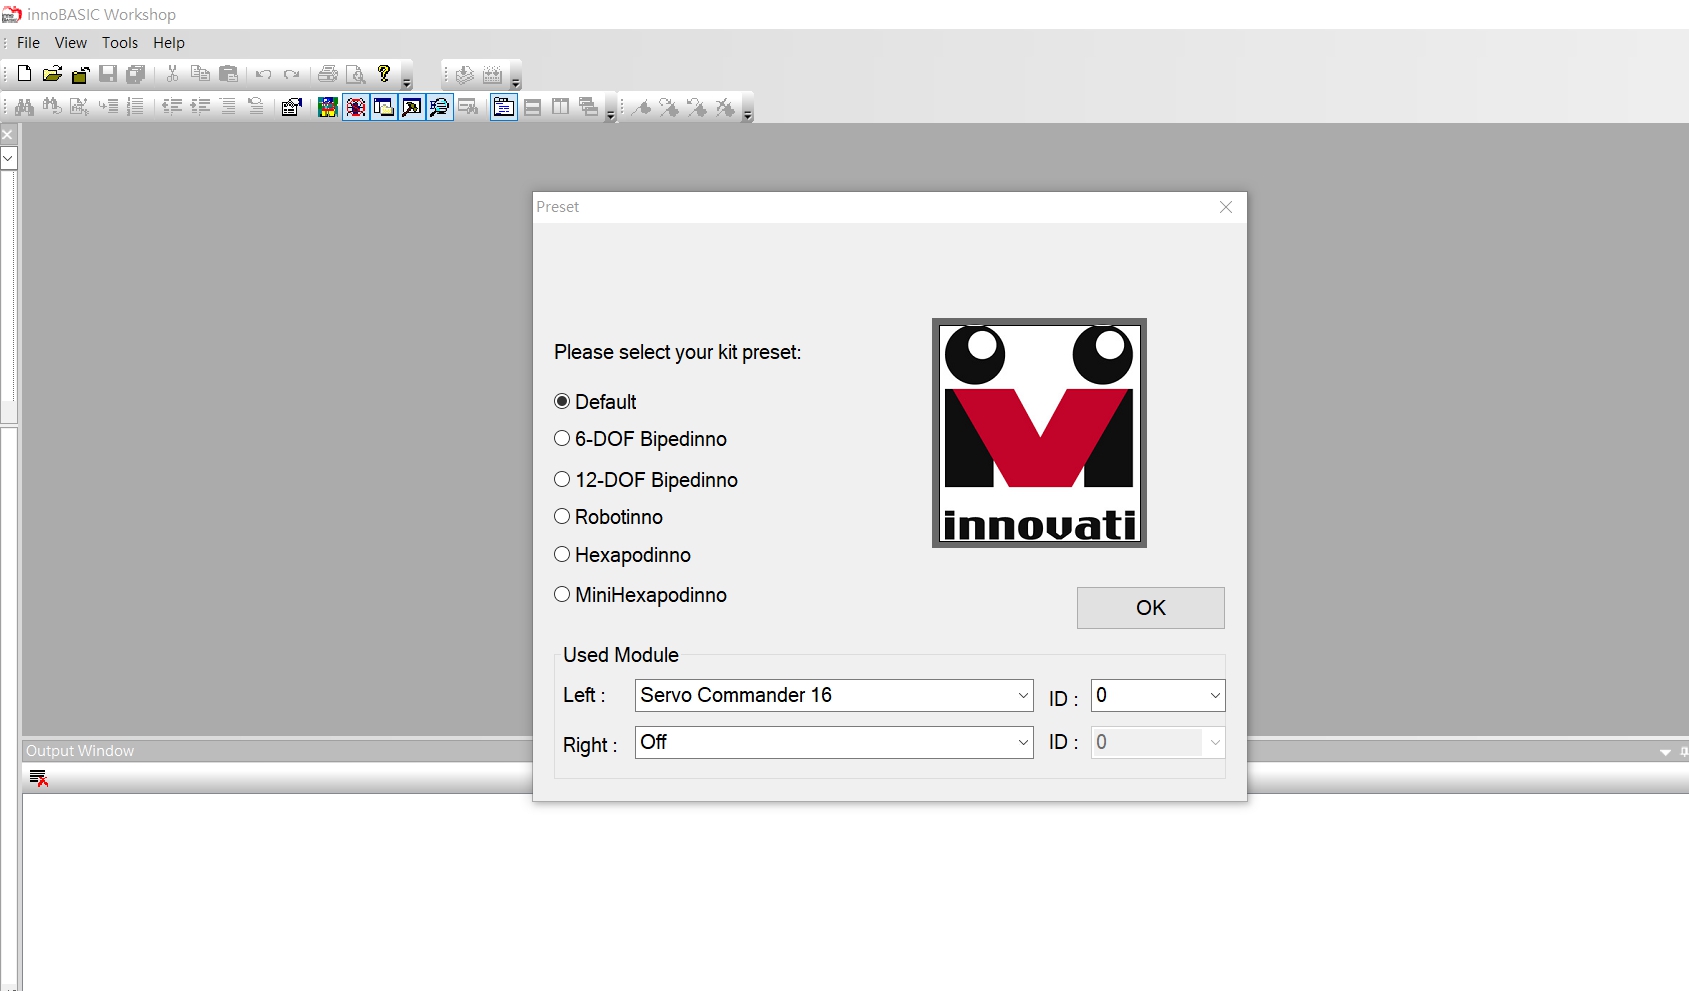 innoBASIC Workshop
File View Tools Help
Preset
Please select your kit preset:
Default
6-DOF Bipedinno
12-DOF Bipedinno
Robotinno
Hexapodinno
MiniHexapodinno
innovati
OK
Used Module
Left : Servo Commander 16 ID : 0
Right : Off ID : 0
Output Window